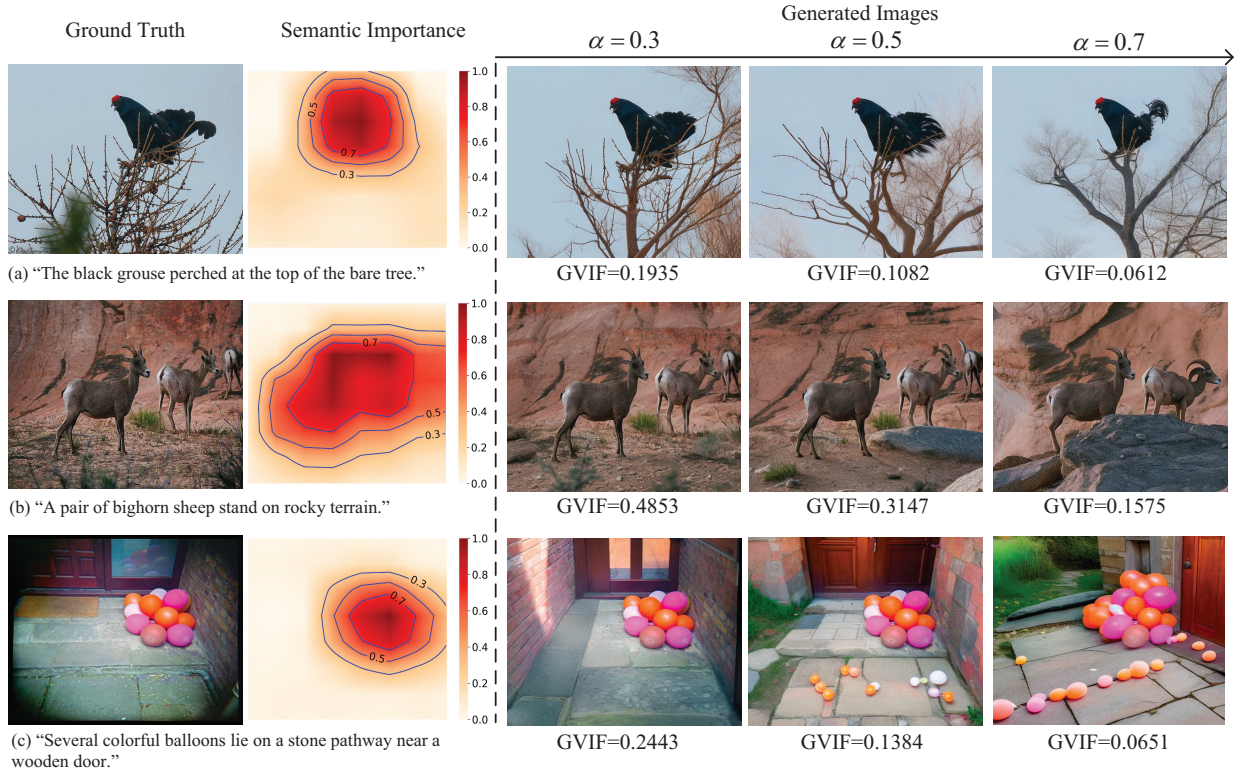 Generated Images
Ground Truth
Semantic Importance
α = 0.3
α = 0.5
α = 0.7
1.0
0.8
0.6
0.4
0.2
0.0
0.5
0.7
0.3
(a) “The black grouse perched at the top of the bare tree.”
GVIF=0.1935
GVIF=0.1082
GVIF=0.0612
1.0
0.8
0.6
0.4
0.2
0.0
0.7
0.5
0.3
(b) “A pair of bighorn sheep stand on rocky terrain.”
GVIF=0.4853
GVIF=0.3147
GVIF=0.1575
1.0
0.8
0.6
0.4
0.2
0.0
0.3
0.7
0.5
(c) “Several colorful balloons lie on a stone pathway near a
wooden door.”
GVIF=0.2443
GVIF=0.1384
GVIF=0.0651